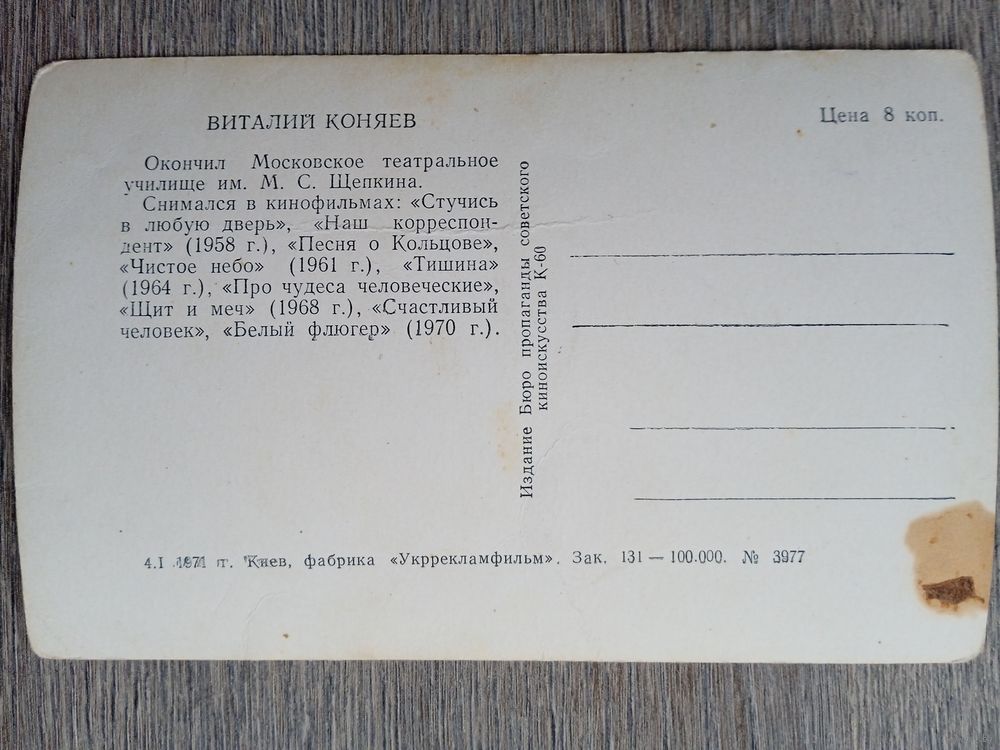 ВИТАЛИЙ КОНЯЕВ
Цена 8 коп.
Окончил Московское театральное
училище им. М. С. Щепкина.
Снимался в кинофильмах: «Стучись
в любую дверь», «Наш корреспон-
дент» (1958 г.), «Песня о Кольцове»,
«Чистое небо» (1961 г.), «Тишина»
(1964 г.), «Про чудеса человеческие»,
«Щит и меч» (1968 г.), «Счастливый
человек», «Белый флюгер» (1970 г.).
Издание Бюро пропаганды советского
киноискусства К-60
4.I 1971 г. Киев, фабрика «Укррекламфильм». Зак. 131 — 100.000. № 3977